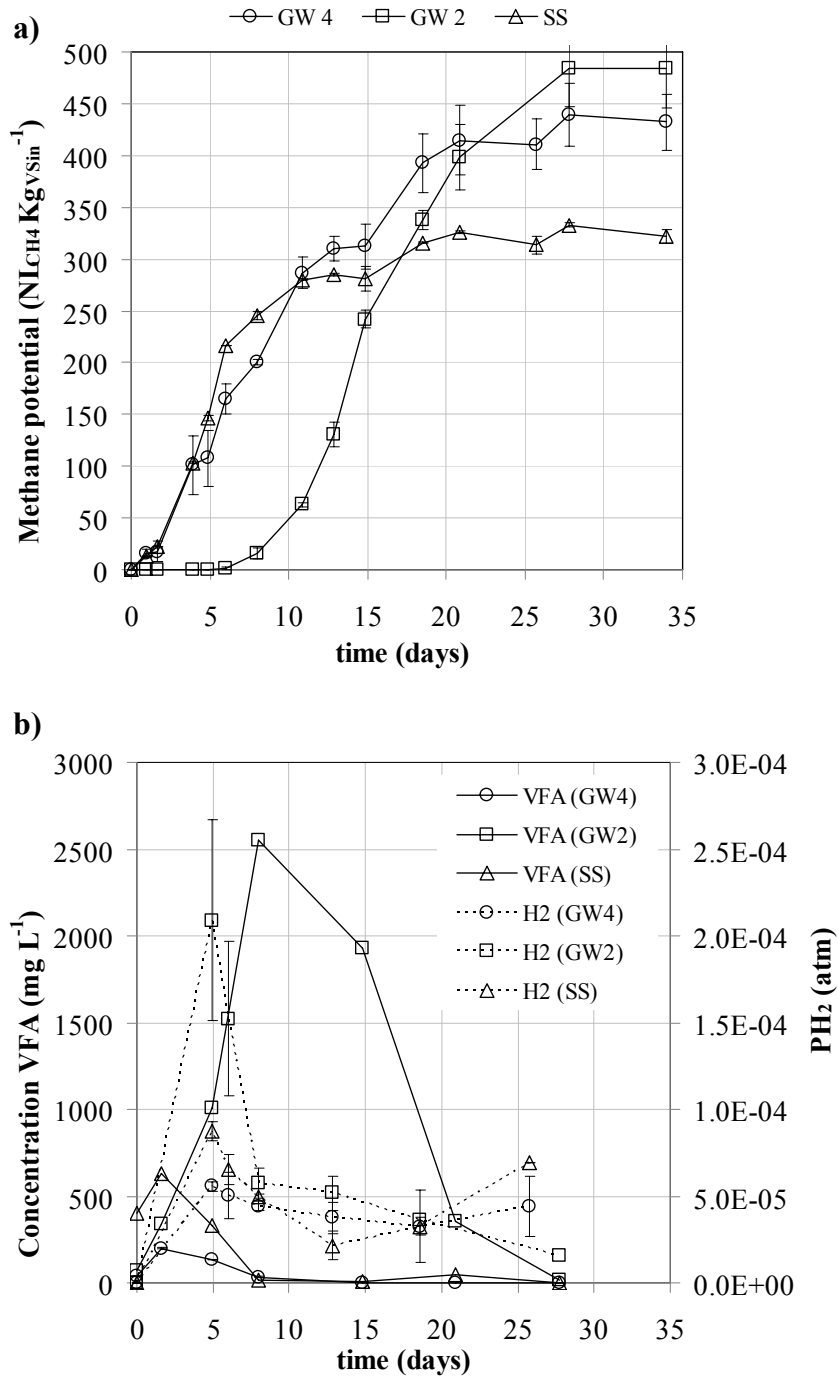 GW 4 GW 2 SS
a)
500
450
400
350
300
250
200
150
100
50
0
Methane potential (NLCH4 KgVSin-1)
0 5 10 15 20 25 30 35
time (days)
b)
3000
2500
2000
1500
1000
500
0
Concentration VFA (mg L-1)
VFA (GW4)
VFA (GW2)
VFA (SS)
H2 (GW4)
H2 (GW2)
H2 (SS)
3.0E-04
2.5E-04
2.0E-04
1.5E-04
1.0E-04
5.0E-05
0.0E+00
PH2 (atm)
0 5 10 15 20 25 30 35
time (days)